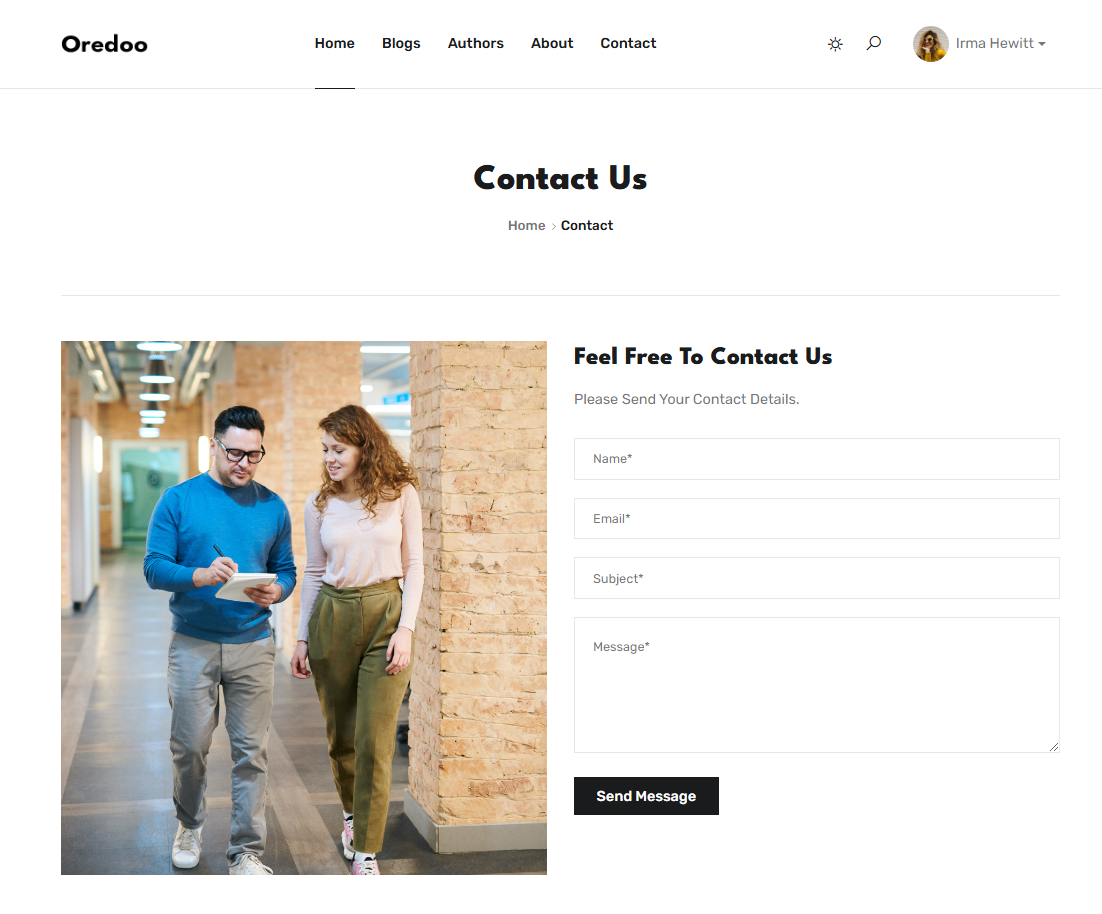 Oredoo
Home Blogs Authors About Contact
Irma Hewitt
Contact Us
Home › Contact
Feel Free To Contact Us
Please Send Your Contact Details.
Name*
Email*
Subject*
Message*
Send Message